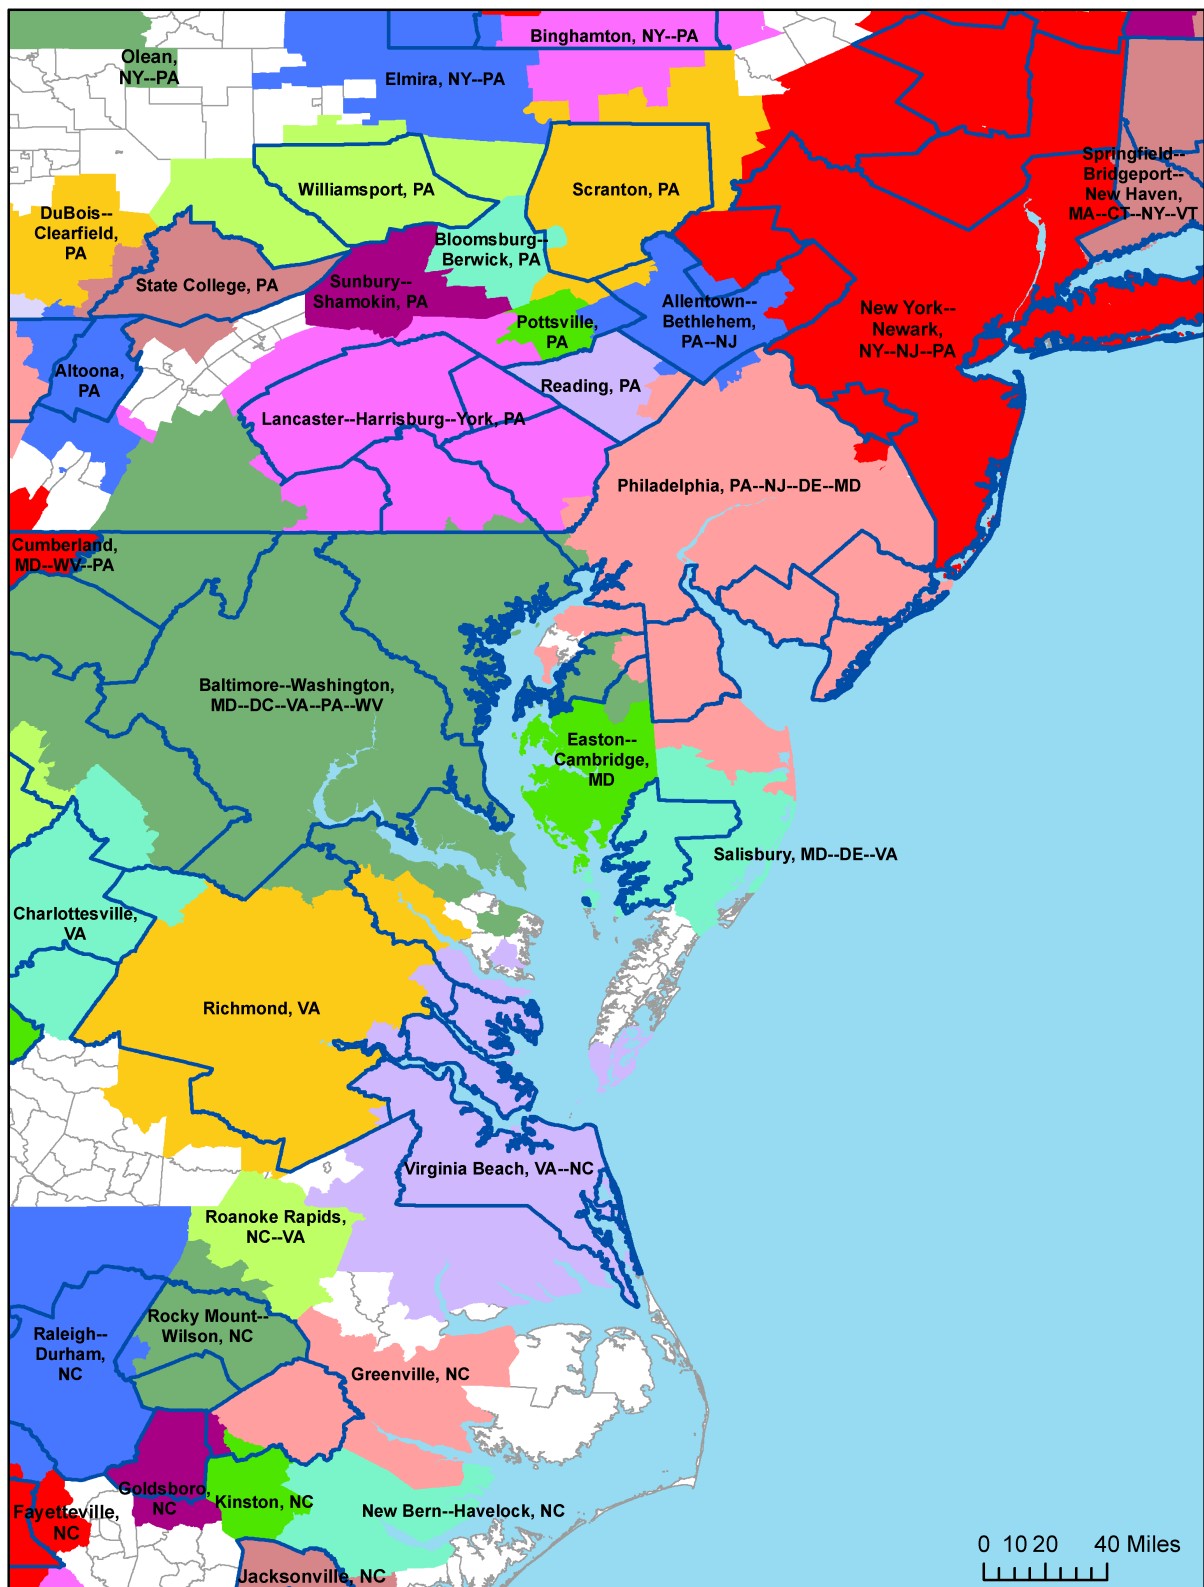 Binghamton, NY--PA
Olean,
NY--PA
Elmira, NY--PA
Springfield--
Bridgeport--
New Haven,
MA--CT--NY--VT
Williamsport, PA
Scranton, PA
DuBois--
Clearfield,
PA
Bloomsburg--
Berwick, PA
State College, PA
Sunbury--
Shamokin, PA
Allentown--
Bethlehem,
PA--NJ
New York--
Newark,
NY--NJ--PA
Pottsville,
PA
Altoona,
PA
Reading, PA
Lancaster--Harrisburg--York, PA
Philadelphia, PA--NJ--DE--MD
Cumberland,
MD--WV--PA
Baltimore--Washington,
MD--DC--VA--PA--WV
Easton--
Cambridge,
MD
Salisbury, MD--DE--VA
Charlottesville,
VA
Richmond, VA
Virginia Beach, VA--NC
Roanoke Rapids,
NC--VA
Rocky Mount--
Wilson, NC
Raleigh--
Durham,
NC
Greenville, NC
Goldsboro,
NC
Kinston, NC
New Bern--Havelock, NC
Fayetteville,
NC
Jacksonville, NC
0 10 20 40 Miles